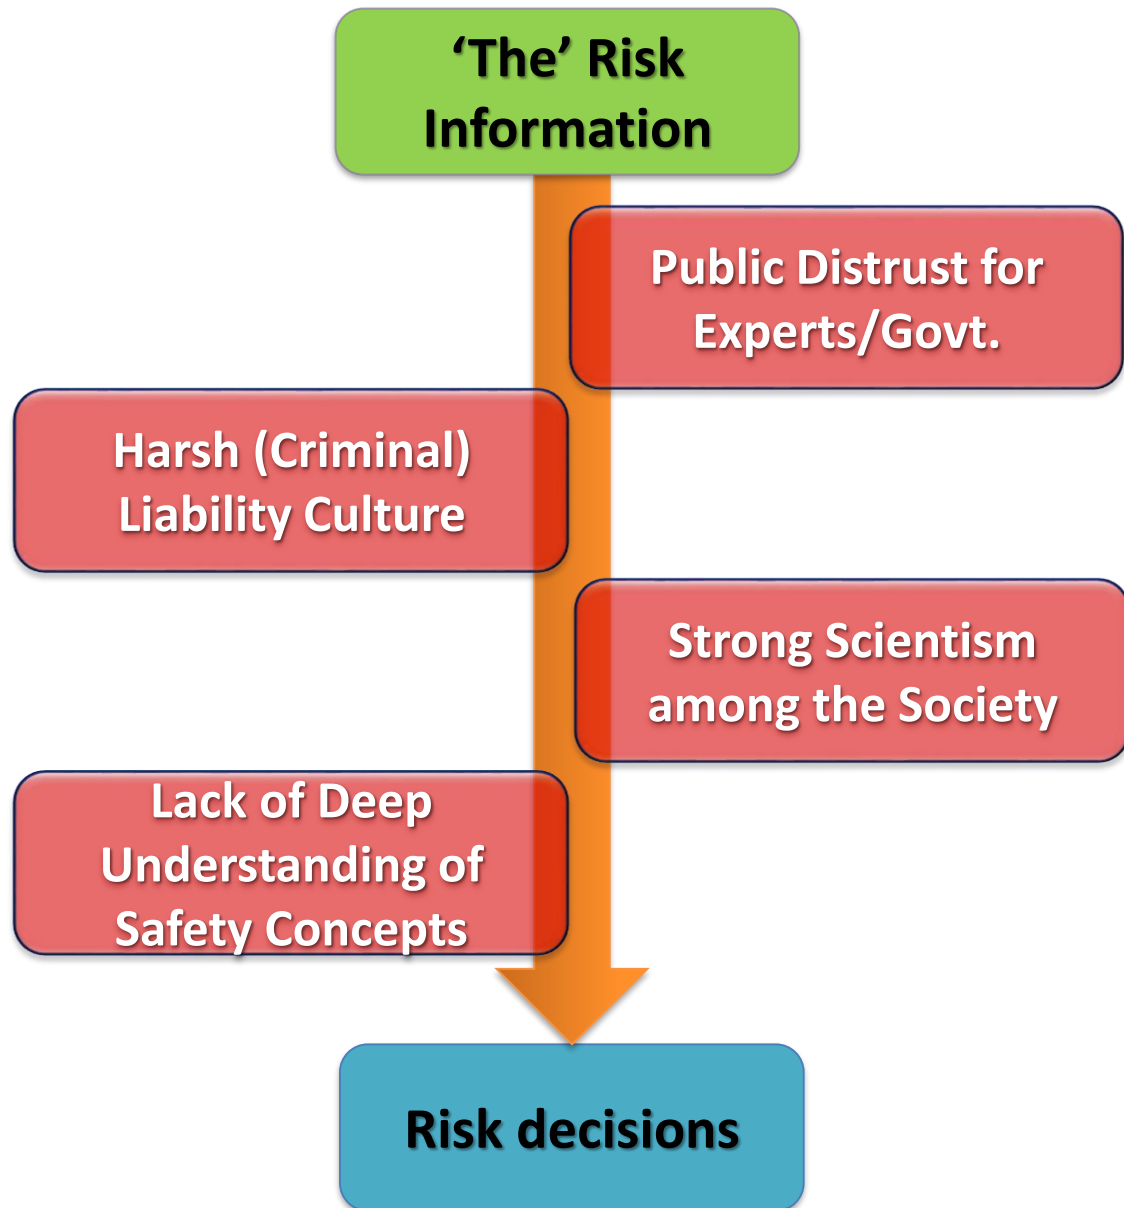 ‘The’ Risk
Information
Public Distrust for
Experts/Govt.
Harsh (Criminal)
Liability Culture
Strong Scientism
among the Society
Lack of Deep
Understanding of
Safety Concepts
Risk decisions